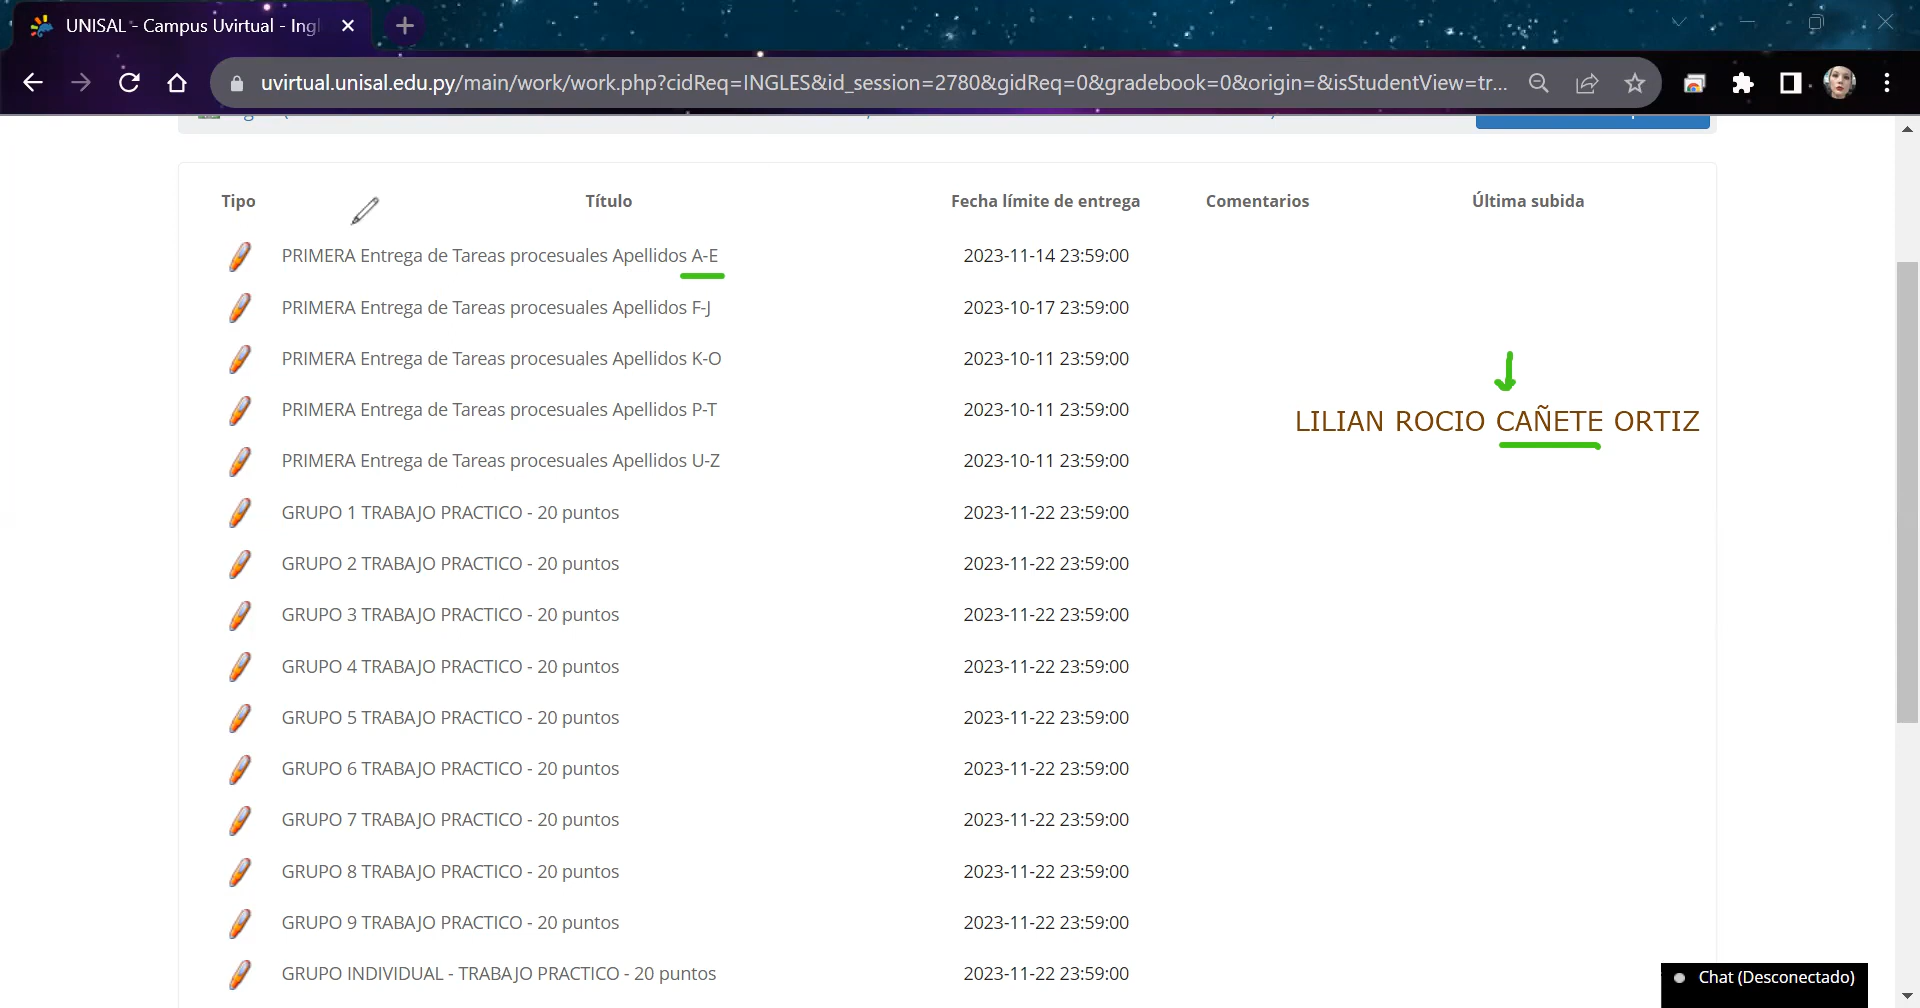 UNISAL - Campus Uvirtual - Ingl
uvirtual.unisal.edu.py/main/work/work.php?cidReq=INGLES&id_session=2780&gidReq=0&gradebook=0&origin=&isStudentView=tr...
Tipo Título Fecha límite de entrega Comentarios Última subida
PRIMERA Entrega de Tareas procesuales Apellidos A-E 2023-11-14 23:59:00
PRIMERA Entrega de Tareas procesuales Apellidos F-J 2023-10-17 23:59:00
PRIMERA Entrega de Tareas procesuales Apellidos K-O 2023-10-11 23:59:00
PRIMERA Entrega de Tareas procesuales Apellidos P-T 2023-10-11 23:59:00
LILIAN ROCIO CAÑETE ORTIZ
PRIMERA Entrega de Tareas procesuales Apellidos U-Z 2023-10-11 23:59:00
GRUPO 1 TRABAJO PRACTICO - 20 puntos 2023-11-22 23:59:00
GRUPO 2 TRABAJO PRACTICO - 20 puntos 2023-11-22 23:59:00
GRUPO 3 TRABAJO PRACTICO - 20 puntos 2023-11-22 23:59:00
GRUPO 4 TRABAJO PRACTICO - 20 puntos 2023-11-22 23:59:00
GRUPO 5 TRABAJO PRACTICO - 20 puntos 2023-11-22 23:59:00
GRUPO 6 TRABAJO PRACTICO - 20 puntos 2023-11-22 23:59:00
GRUPO 7 TRABAJO PRACTICO - 20 puntos 2023-11-22 23:59:00
GRUPO 8 TRABAJO PRACTICO - 20 puntos 2023-11-22 23:59:00
GRUPO 9 TRABAJO PRACTICO - 20 puntos 2023-11-22 23:59:00
GRUPO INDIVIDUAL - TRABAJO PRACTICO - 20 puntos 2023-11-22 23:59:00
Chat (Desconectado)